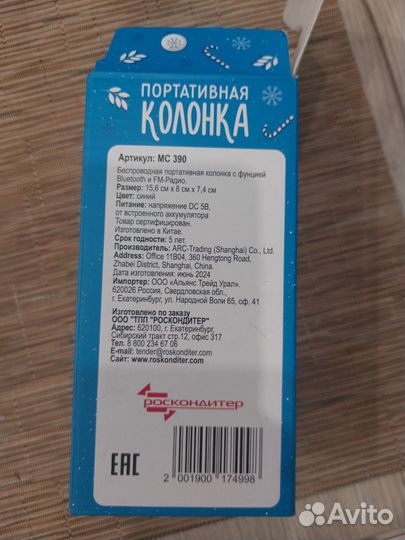 ПОРТАТИВНАЯ
КОЛОНКА
Артикул: МС 390
Беспроводная портативная колонка с фунцией
Bluetooth и FM-Радио.
Размер: 15,6 см х 8 см х 7,4 см
Цвет: синий
Питание: напряжение DC 5В,
от встроенного аккумулятора
Товар сертифицирован.
Изготовлено в Китае.
Срок годности: 5 лет.
Производитель: ARC-Trading (Shanghai) Co., Ltd.
Address: Office 11B04, 360 Hengtong Road,
Zhabei District, Shanghai, China.
Дата изготовления: июнь 2024
Импортер: ООО «Альянс Трейд Урал».
620026 Россия, Свердловская обл.,
г. Екатеринбург, ул. Народной Воли 65, оф. 41
Изготовлено по заказу
ООО "ТПП "РОСКОНДИТЕР"
Адрес: 620100, г. Екатеринбург,
Сибирский тракт стр.12, офис 317
Тел.: 8 800 234 67 06
E-mail: tender@roskonditer.com
Сайт: www.roskonditer.com
роскондитер
EAC
2 001900 174998
Avito